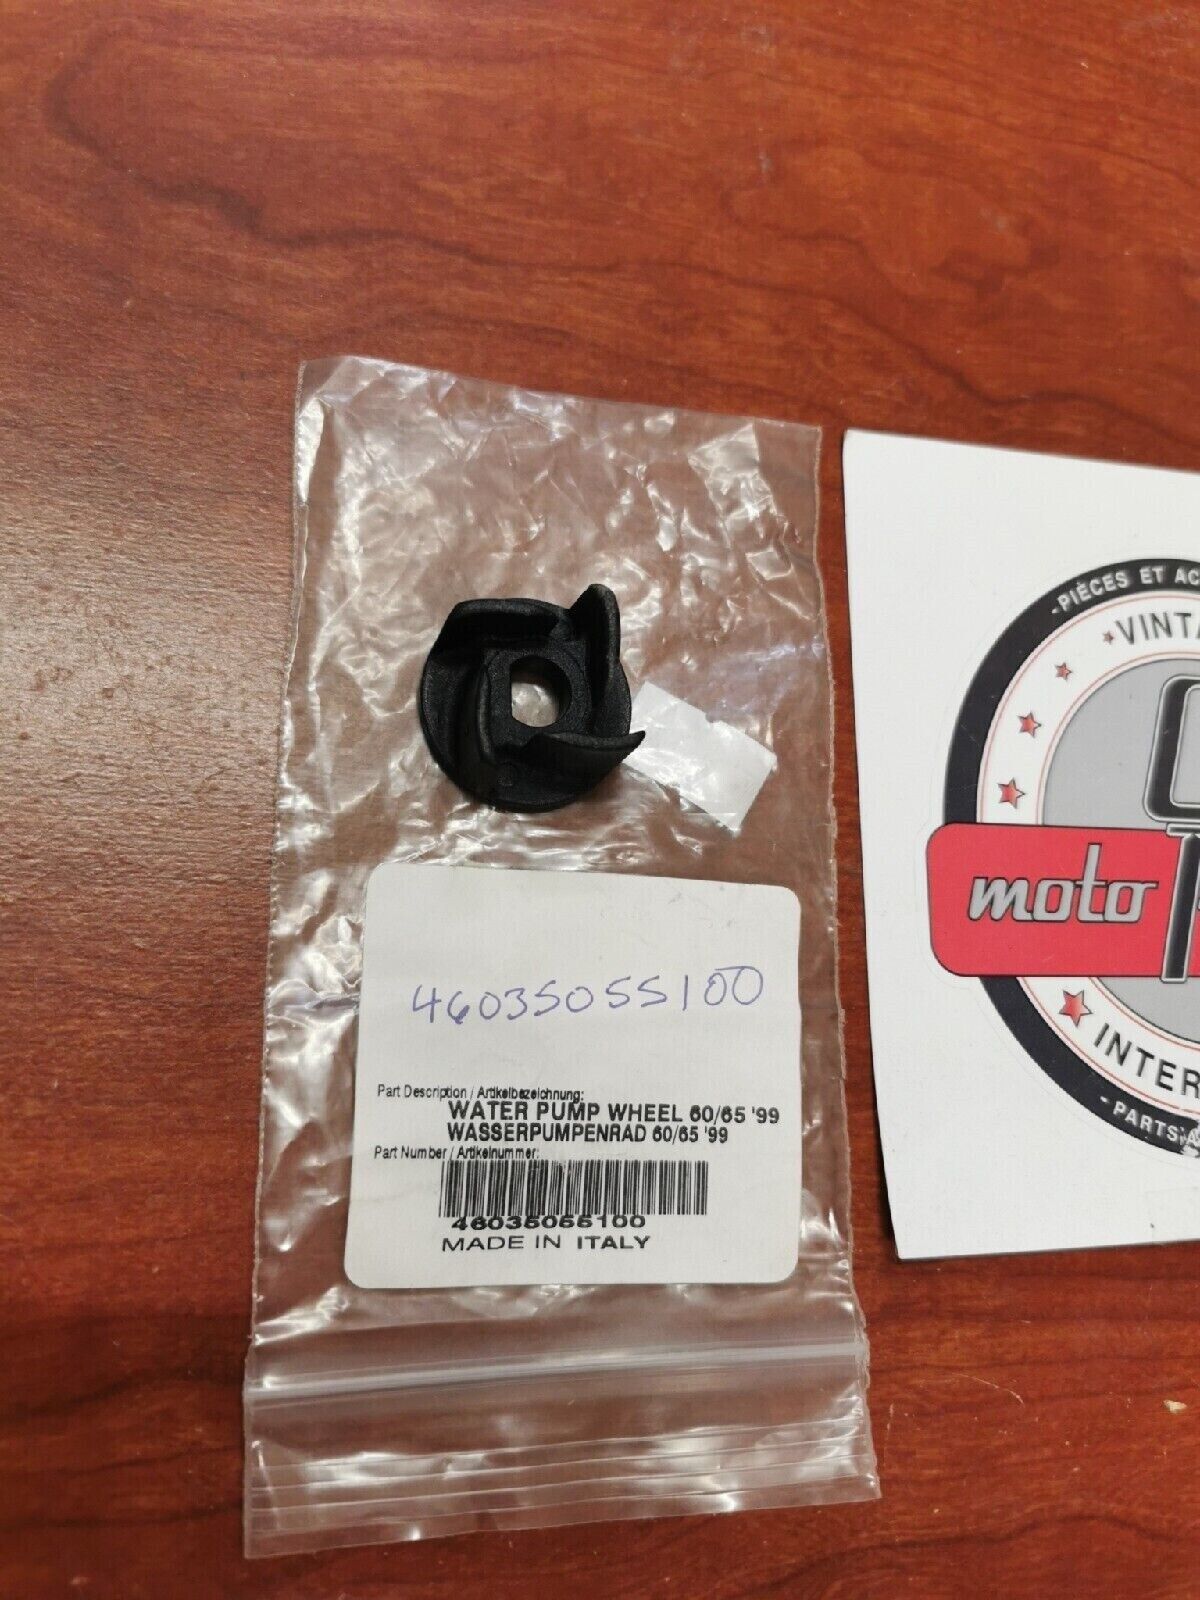 46035055100
Part Description / Artikelbezeichnung:
WATER PUMP WHEEL 60/65 '99
WASSERPUMPENRAD 60/65 '99
Part Number / Artikelnummer:
46035055100
MADE IN ITALY
-PIÈCES ET AC
VINTA
moto
INTER
-PARTS